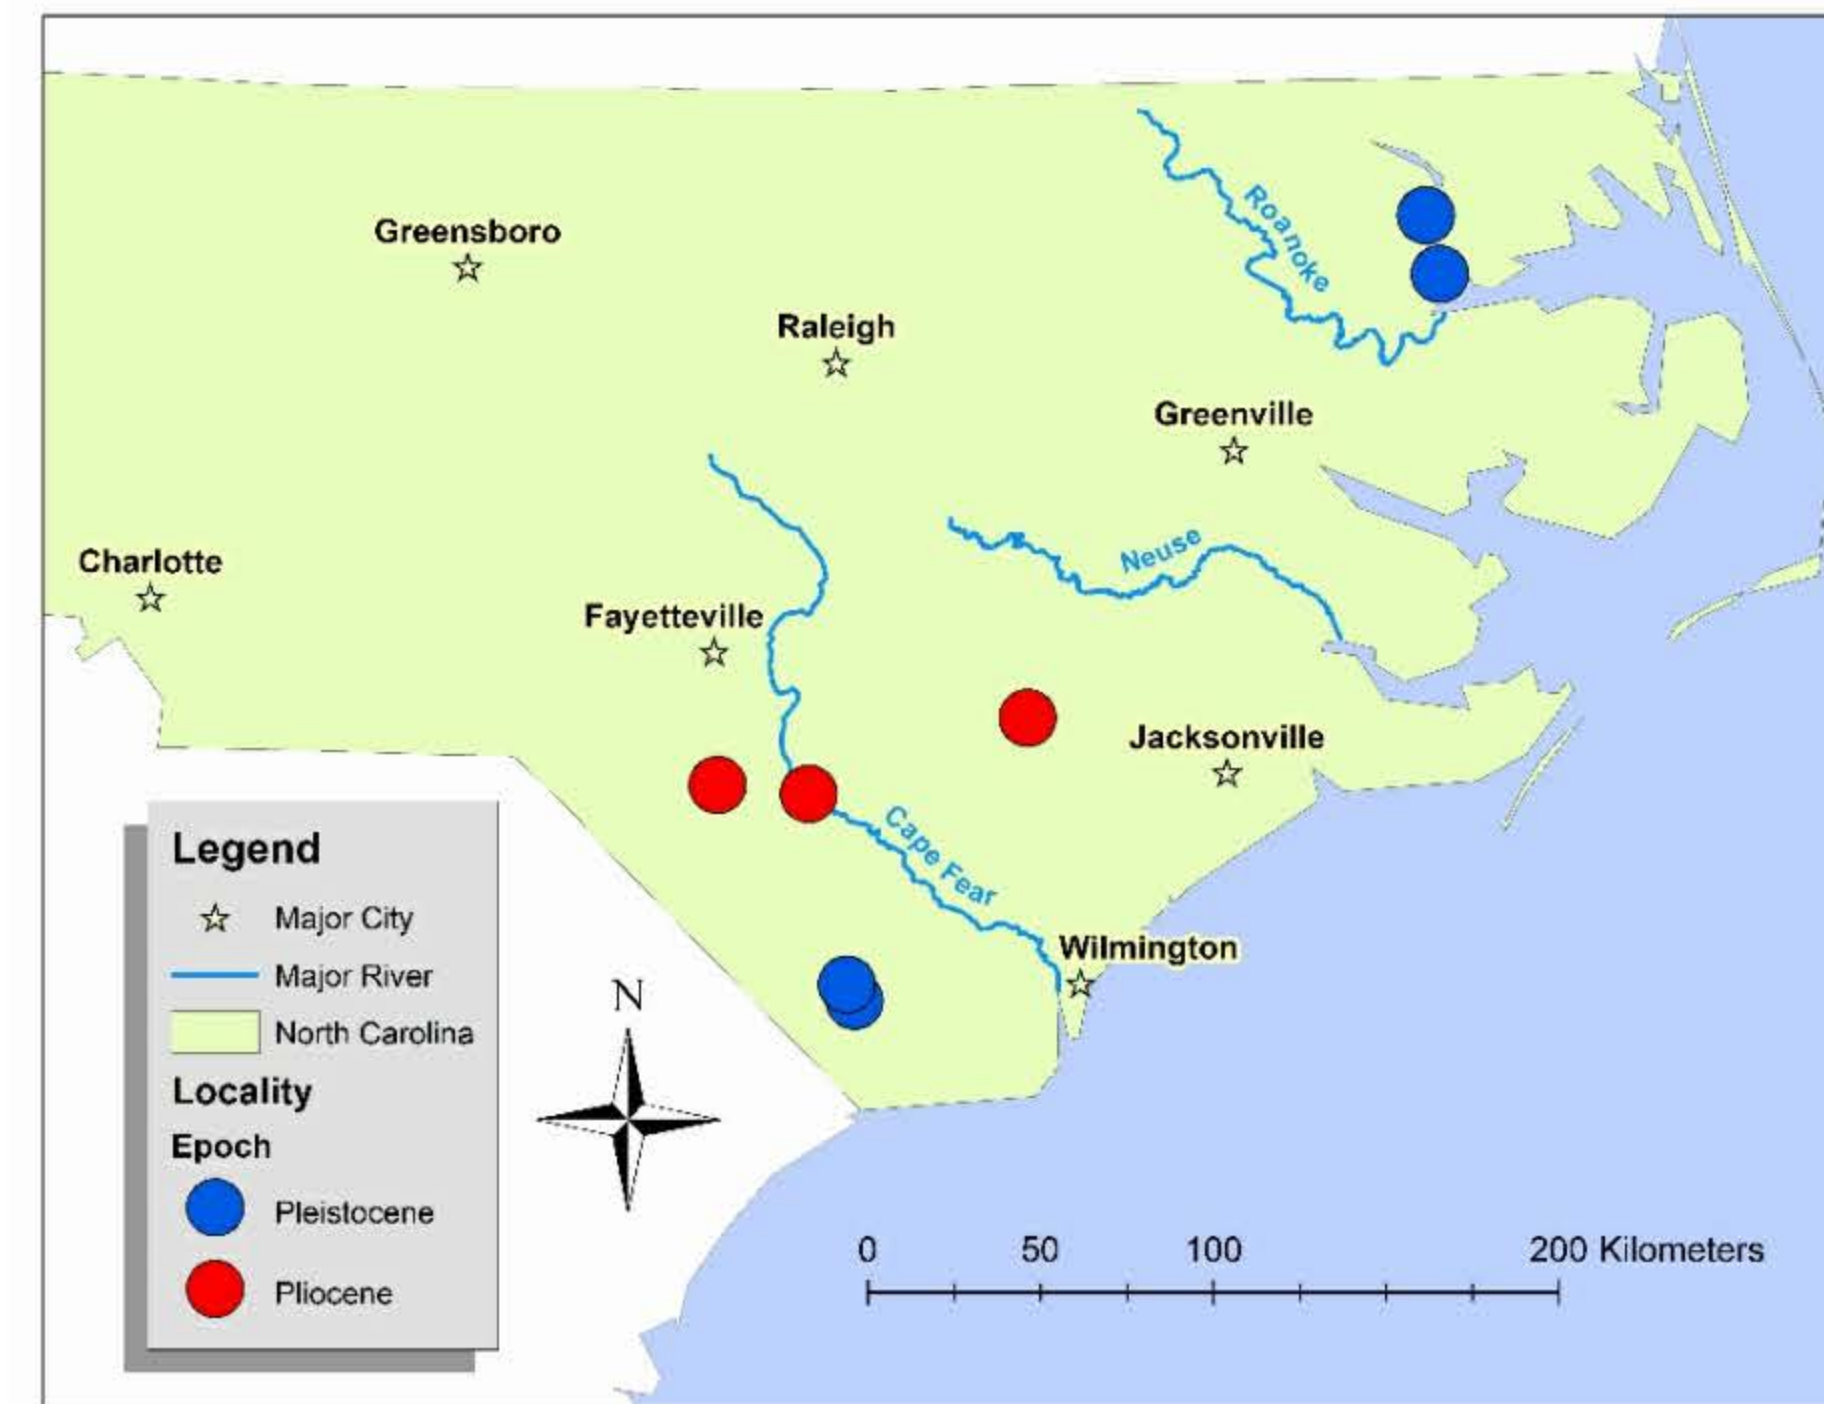 Roanoke
Greensboro
Raleigh
Greenville
Neuse
Charlotte
Fayetteville
Jacksonville
Cape Fear
Wilmington
Legend
Major City
Major River
North Carolina
Locality
Epoch
Pleistocene
Pliocene
N
0 50 100 200 Kilometers